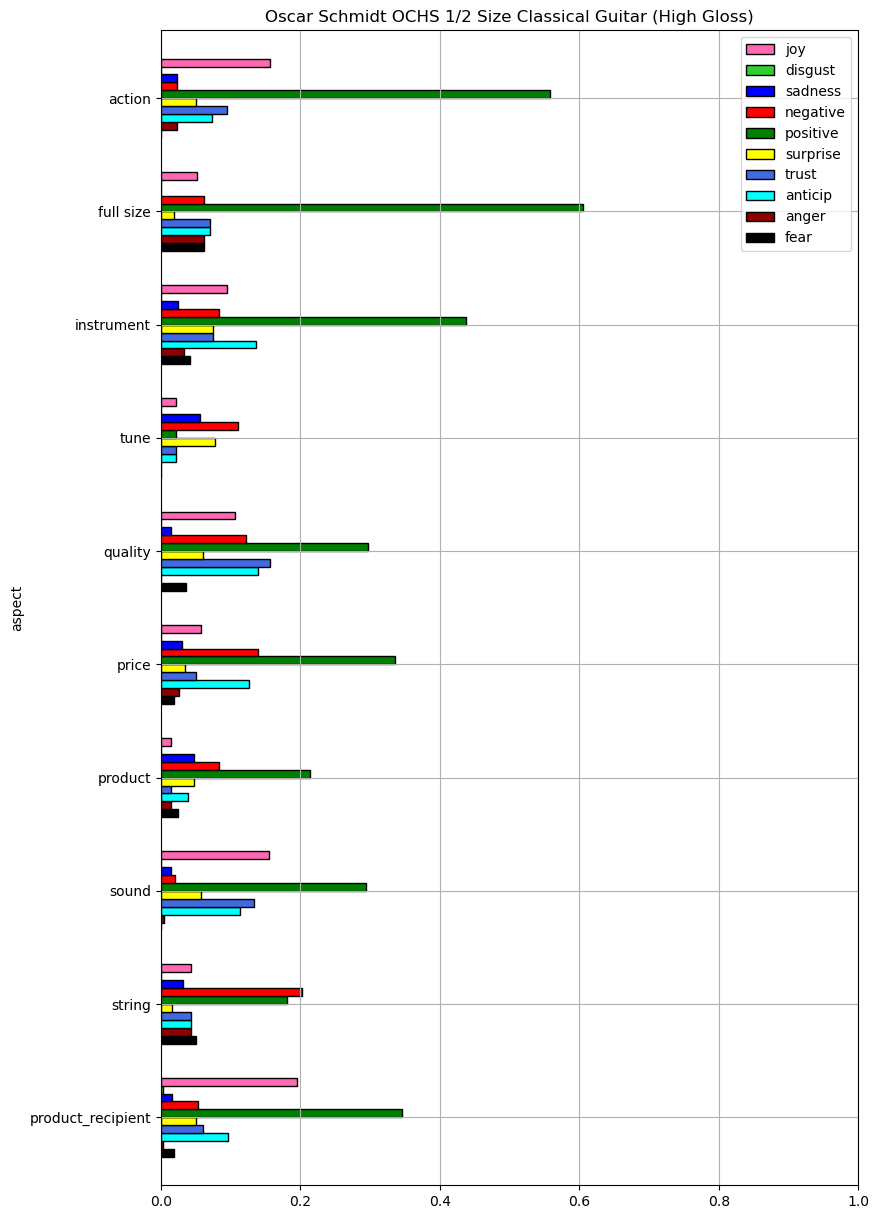 Oscar Schmidt OCHS 1/2 Size Classical Guitar (High Gloss)
joy
disgust
sadness
negative
positive
surprise
trust
anticip
anger
fear
action
full size
instrument
tune
quality
price
product
sound
string
product_recipient
aspect
0.0 0.2 0.4 0.6 0.8 1.0